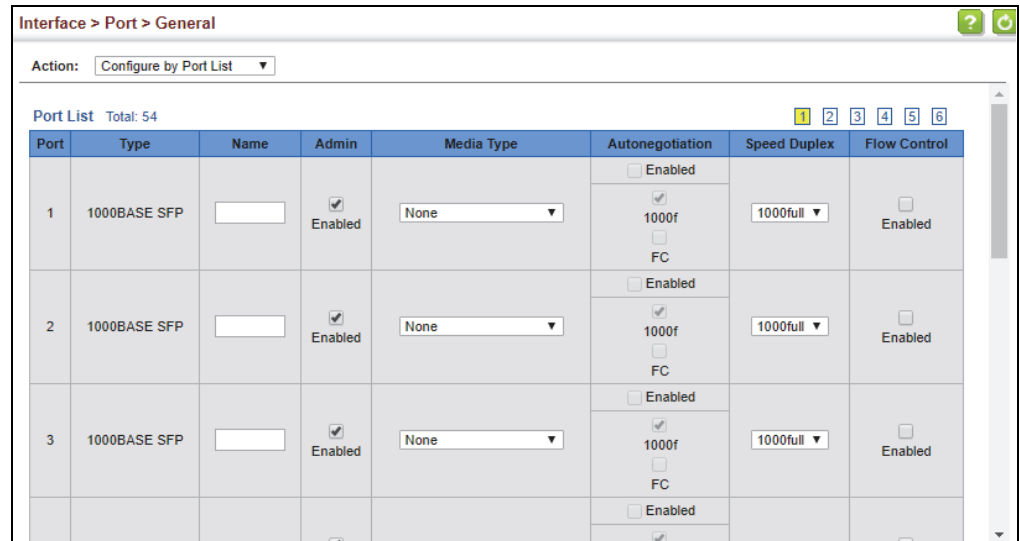 Interface > Port > General
?
Action: Configure by Port List
Port List Total: 54
1 2 3 4 5 6
Port Type Name Admin Media Type Autonegotiation Speed Duplex Flow Control
Enabled
1 1000BASE SFP Enabled None 1000f 1000full Enabled
FC
Enabled
2 1000BASE SFP Enabled None 1000f 1000full Enabled
FC
Enabled
3 1000BASE SFP Enabled None 1000f 1000full Enabled
FC
Enabled